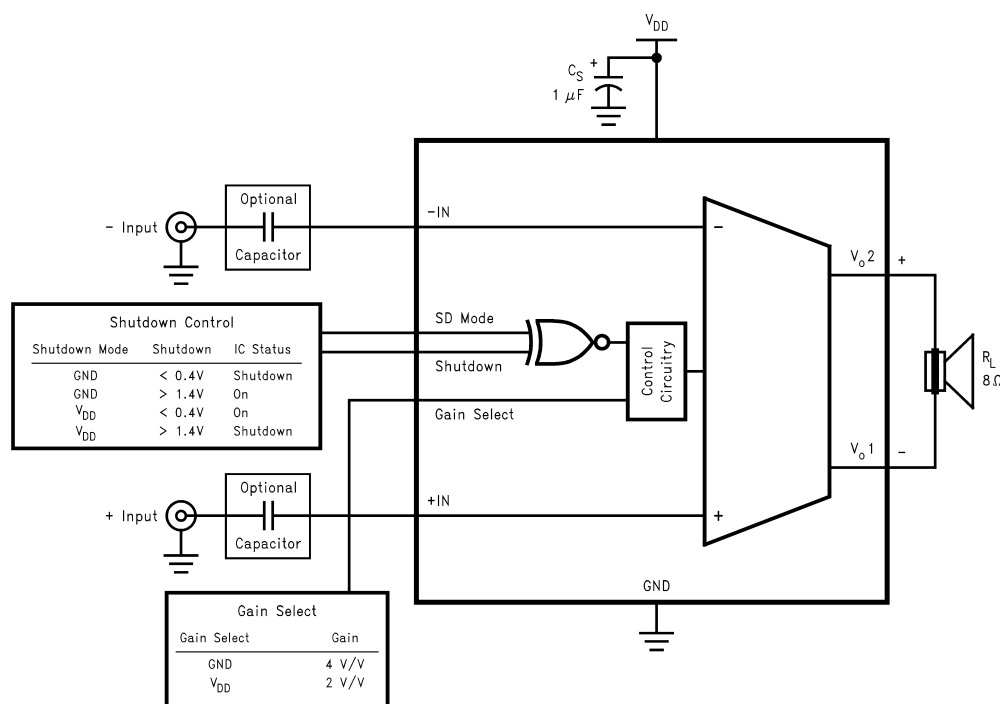 V_DD
C_S +
1 μF
Optional
- Input
Capacitor
-IN
-
V_o2 +
Shutdown Control
Shutdown Mode Shutdown IC Status
GND < 0.4V Shutdown
GND > 1.4V On
V_DD < 0.4V On
V_DD > 1.4V Shutdown
SD Mode
Shutdown
Gain Select
Control
Circuitry
R_L
8Ω
V_o1 -
Optional
+ Input
Capacitor
+IN
+
GND
Gain Select
Gain Select Gain
GND 4 V/V
V_DD 2 V/V